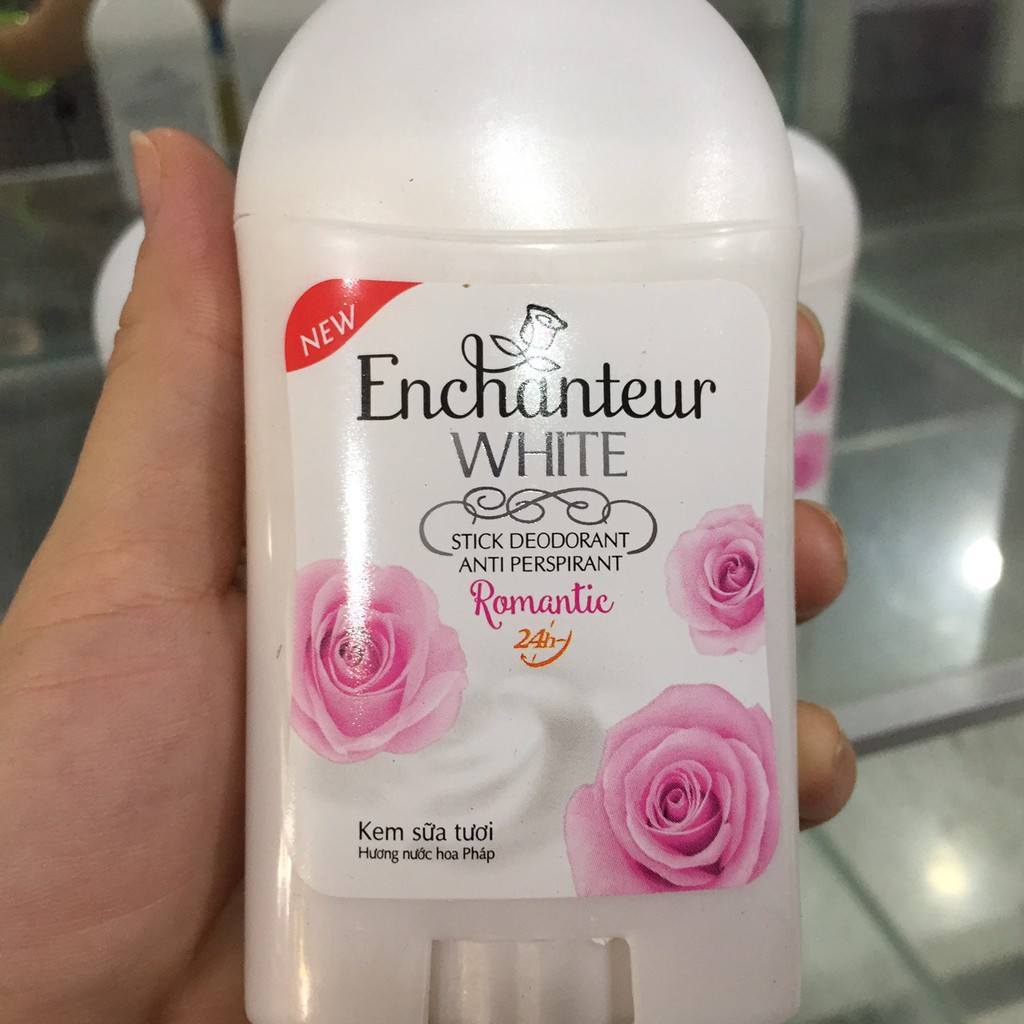 NEW
Enchanteur
WHITE
STICK DEODORANT
ANTI PERSPIRANT
Romantic
24h
Kem sữa tươi
Hương nước hoa Pháp